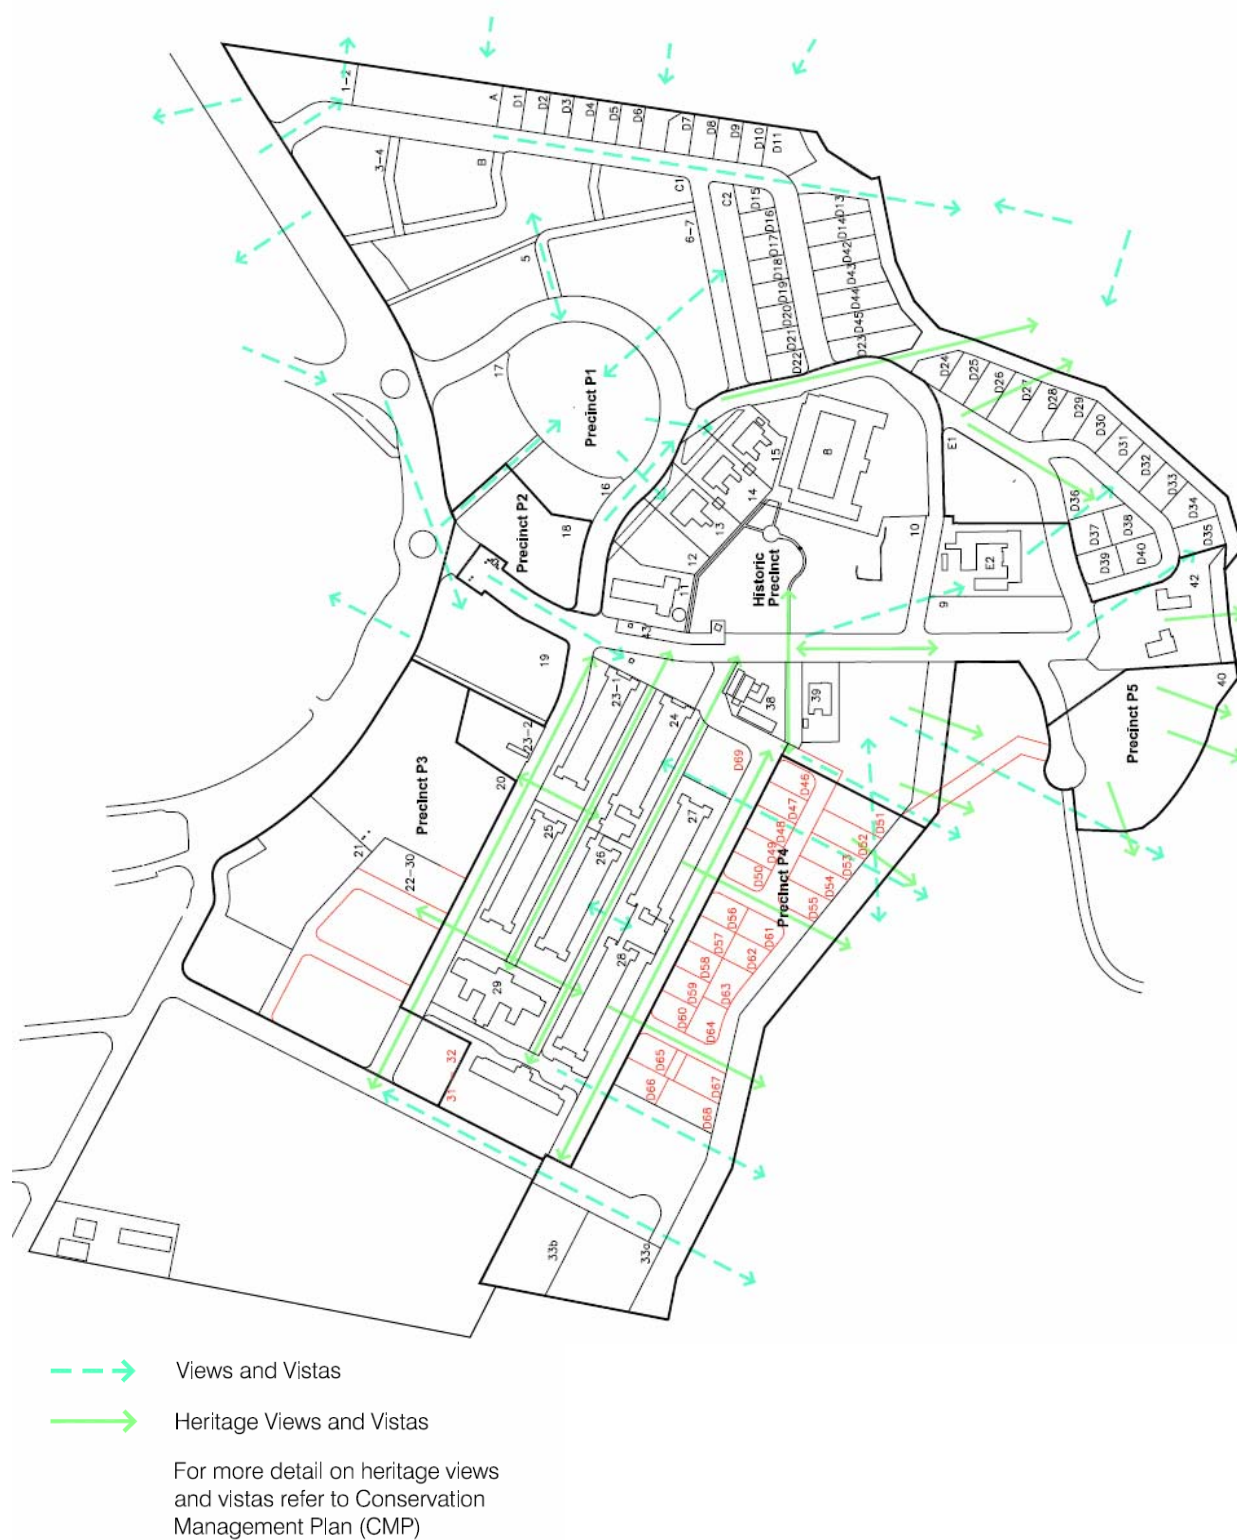 1-2
A
D1
D2
D3
D4
D5
D6
D7
D8
D9
D10
D11
3-4
B
C1
C2
6-7
5
D15
D16
D17
D18
D19
D20
D21
D22
D13
D14
D42
D43
D44
D45
D23
17
Precinct P1
16
Precinct P2
18
15
14
13
12
11
8
10
Historic
Precinct
D24
D25
D26
D27
D28
D29
D30
D31
D32
D33
D34
D35
E1
D36
D37
D38
D39
D40
E2
9
42
40
Precinct P5
19
23-1
24
23-2
20
Precinct P3
21
22-30
25
26
27
28
29
38
39
D69
D46
D47
D48
D49
D50
Precinct P4
D51
D52
D53
D54
D55
D56
D57
D58
D59
D60
D61
D62
D63
D64
D65
D66
D67
D68
31 - 32
33b
33a
Views and Vistas
Heritage Views and Vistas
For more detail on heritage views
and vistas refer to Conservation
Management Plan (CMP)